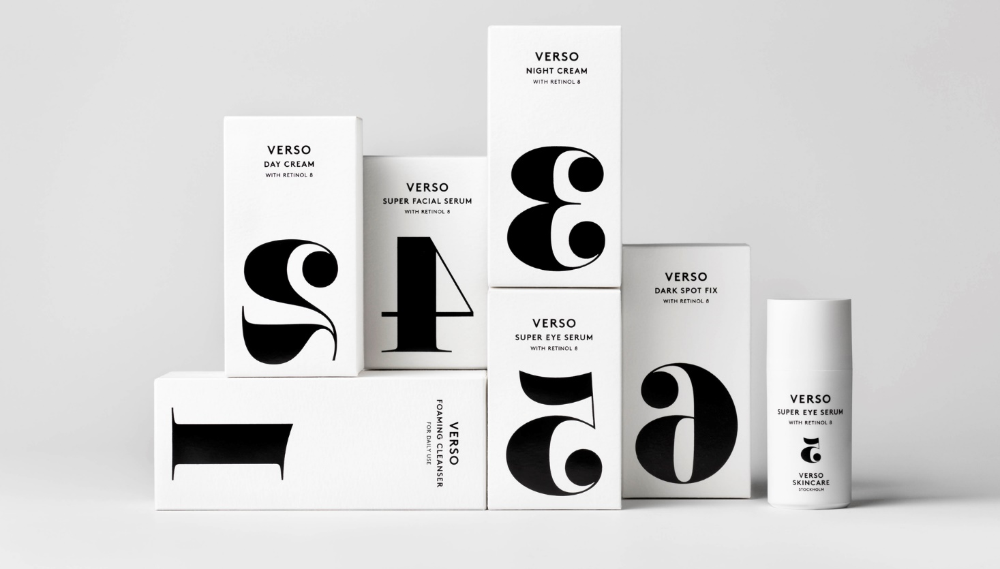 VERSO
DAY CREAM
WITH RETINOL 8
2
VERSO
SUPER FACIAL SERUM
WITH RETINOL 8
4
VERSO
NIGHT CREAM
WITH RETINOL 8
3
VERSO
FOAMING CLEANSER
FOR DAILY USE
1
VERSO
SUPER EYE SERUM
WITH RETINOL 8
5
VERSO
DARK SPOT FIX
WITH RETINOL 8
6
VERSO
SUPER EYE SERUM
WITH RETINOL 8
5
VERSO
SKINCARE
STOCKHOLM